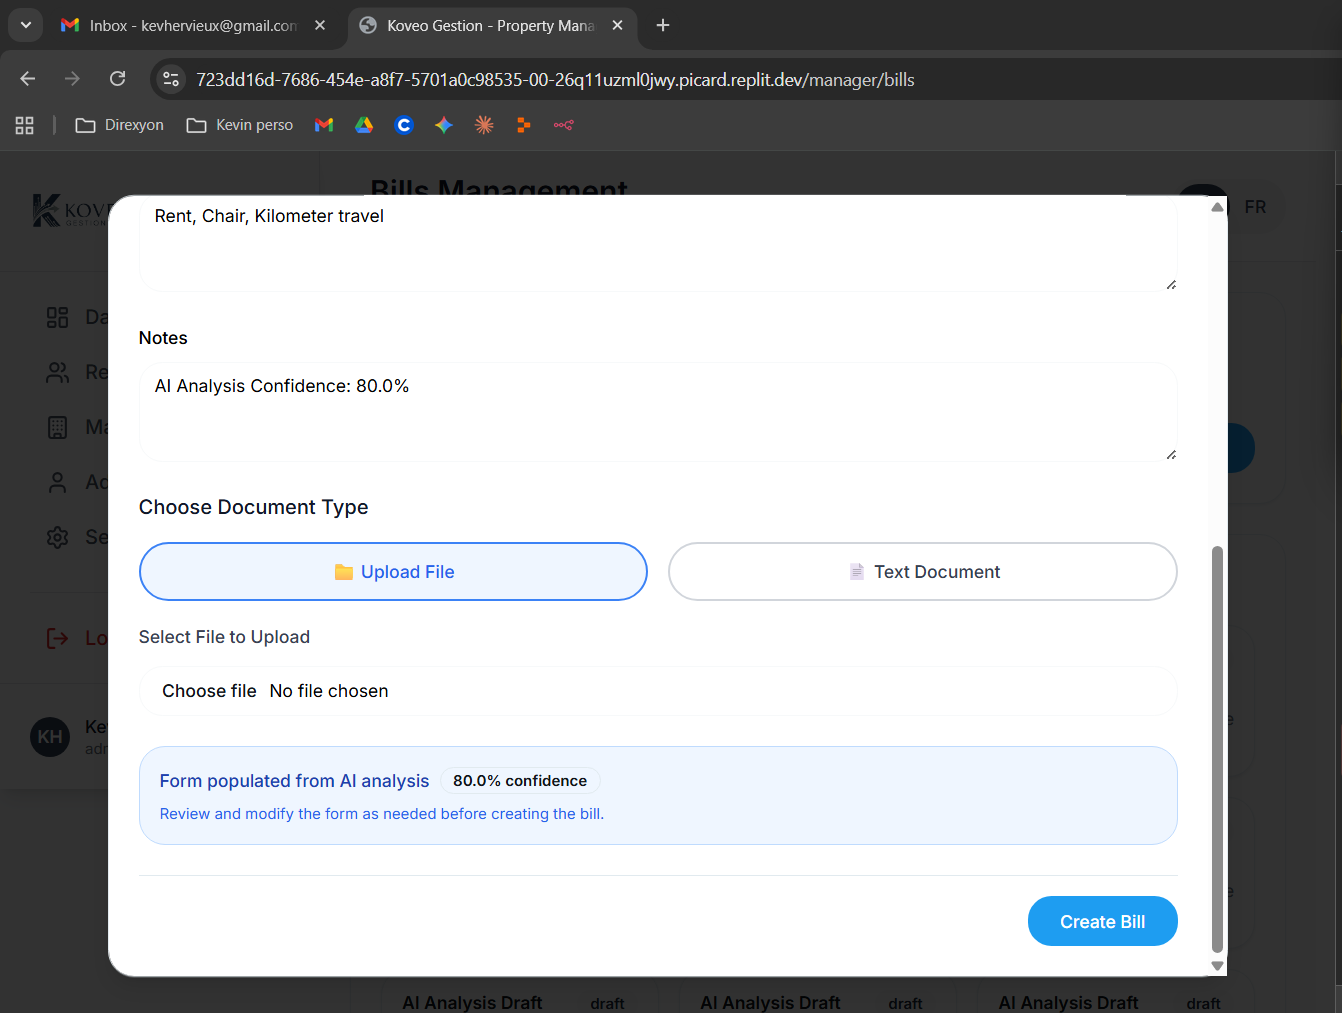 Inbox - kevhervieux@gmail.com
Koveo Gestion - Property Mana
723dd16d-7686-454e-a8f7-5701a0c98535-00-26q11uzml0jwy.picard.replit.dev/manager/bills
Direxyon
Kevin perso
Bills Management
KOVE
GESTION
FR
Da
Re
Ma
Ad
Se
Lo
KH
Ke
adr
Rent, Chair, Kilometer travel
Notes
AI Analysis Confidence: 80.0%
Choose Document Type
Upload File
Text Document
Select File to Upload
Choose file No file chosen
Form populated from AI analysis 80.0% confidence
Review and modify the form as needed before creating the bill.
Create Bill
AI Analysis Draft draft
AI Analysis Draft draft
AI Analysis Draft draft